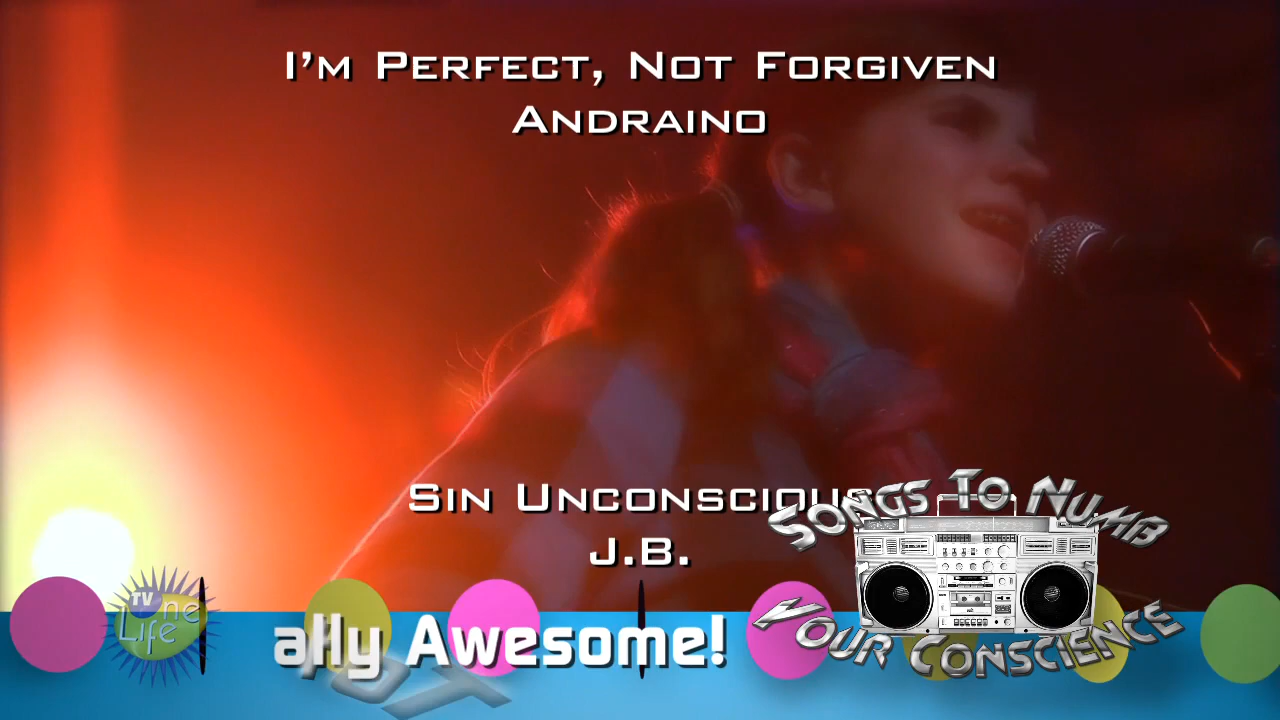 I'm Perfect, Not Forgiven
Andraino
Sin Unconscious
J.B.
Songs To Numb
Your Conscience
TV One
Life
ally Awesome!